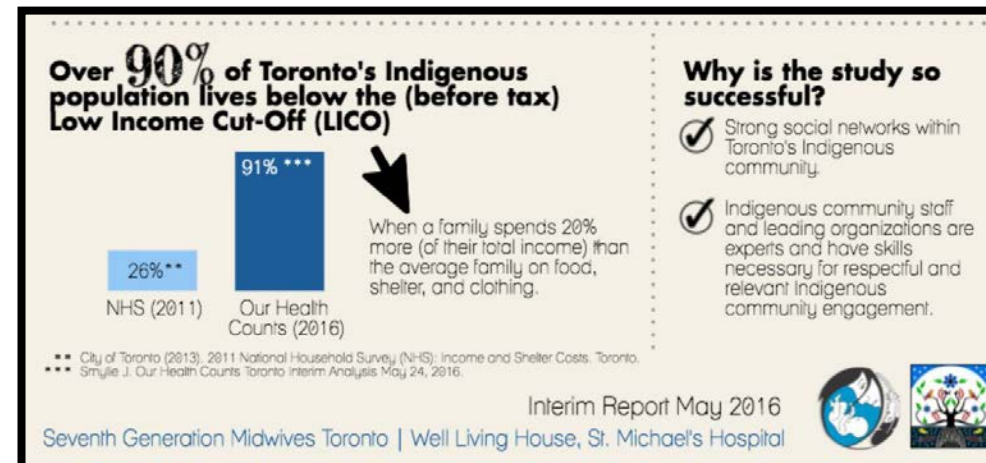 Over 90% of Toronto's Indigenous
population lives below the (before tax)
Low Income Cut-Off (LICO)
91% ***
26%**
NHS (2011)
Our Health
Counts (2016)
When a family spends 20%
more (of their total income) than
the average family on food,
shelter, and clothing.
Why is the study so
successful?
Strong social networks within
Toronto's Indigenous
community.
Indigenous community staff
and leading organizations are
experts and have skills
necessary for respectful and
relevant Indigenous
community engagement.
** City of Toronto (2013). 2011 National Household Survey (NHS): Income and Shelter Costs. Toronto.
*** Smylie J. Our Health Counts Toronto Interim Analysis May 24, 2016.
Interim Report May 2016
Seventh Generation Midwives Toronto | Well Living House, St. Michael's Hospital